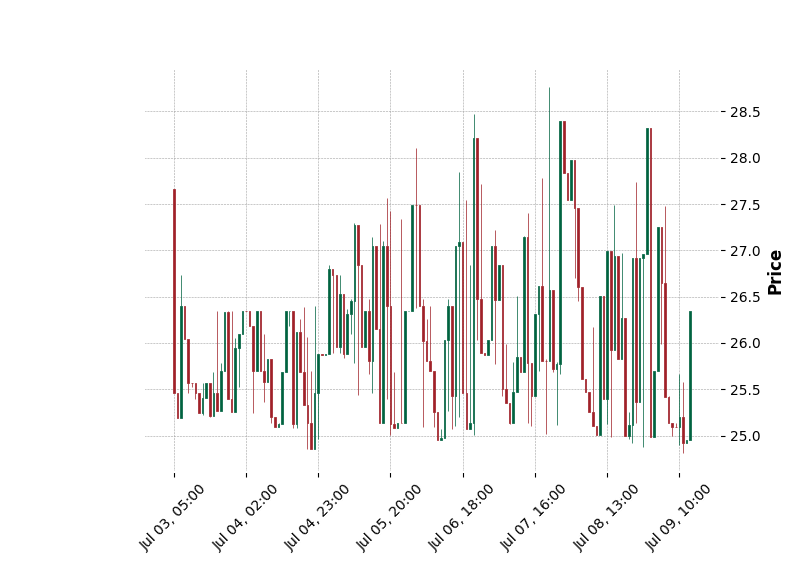 28.5
28.0
27.5
27.0
26.5
26.0
25.5
25.0
Price
Jul 03, 05:00
Jul 04, 02:00
Jul 04, 23:00
Jul 05, 20:00
Jul 06, 18:00
Jul 07, 16:00
Jul 08, 13:00
Jul 09, 10:00